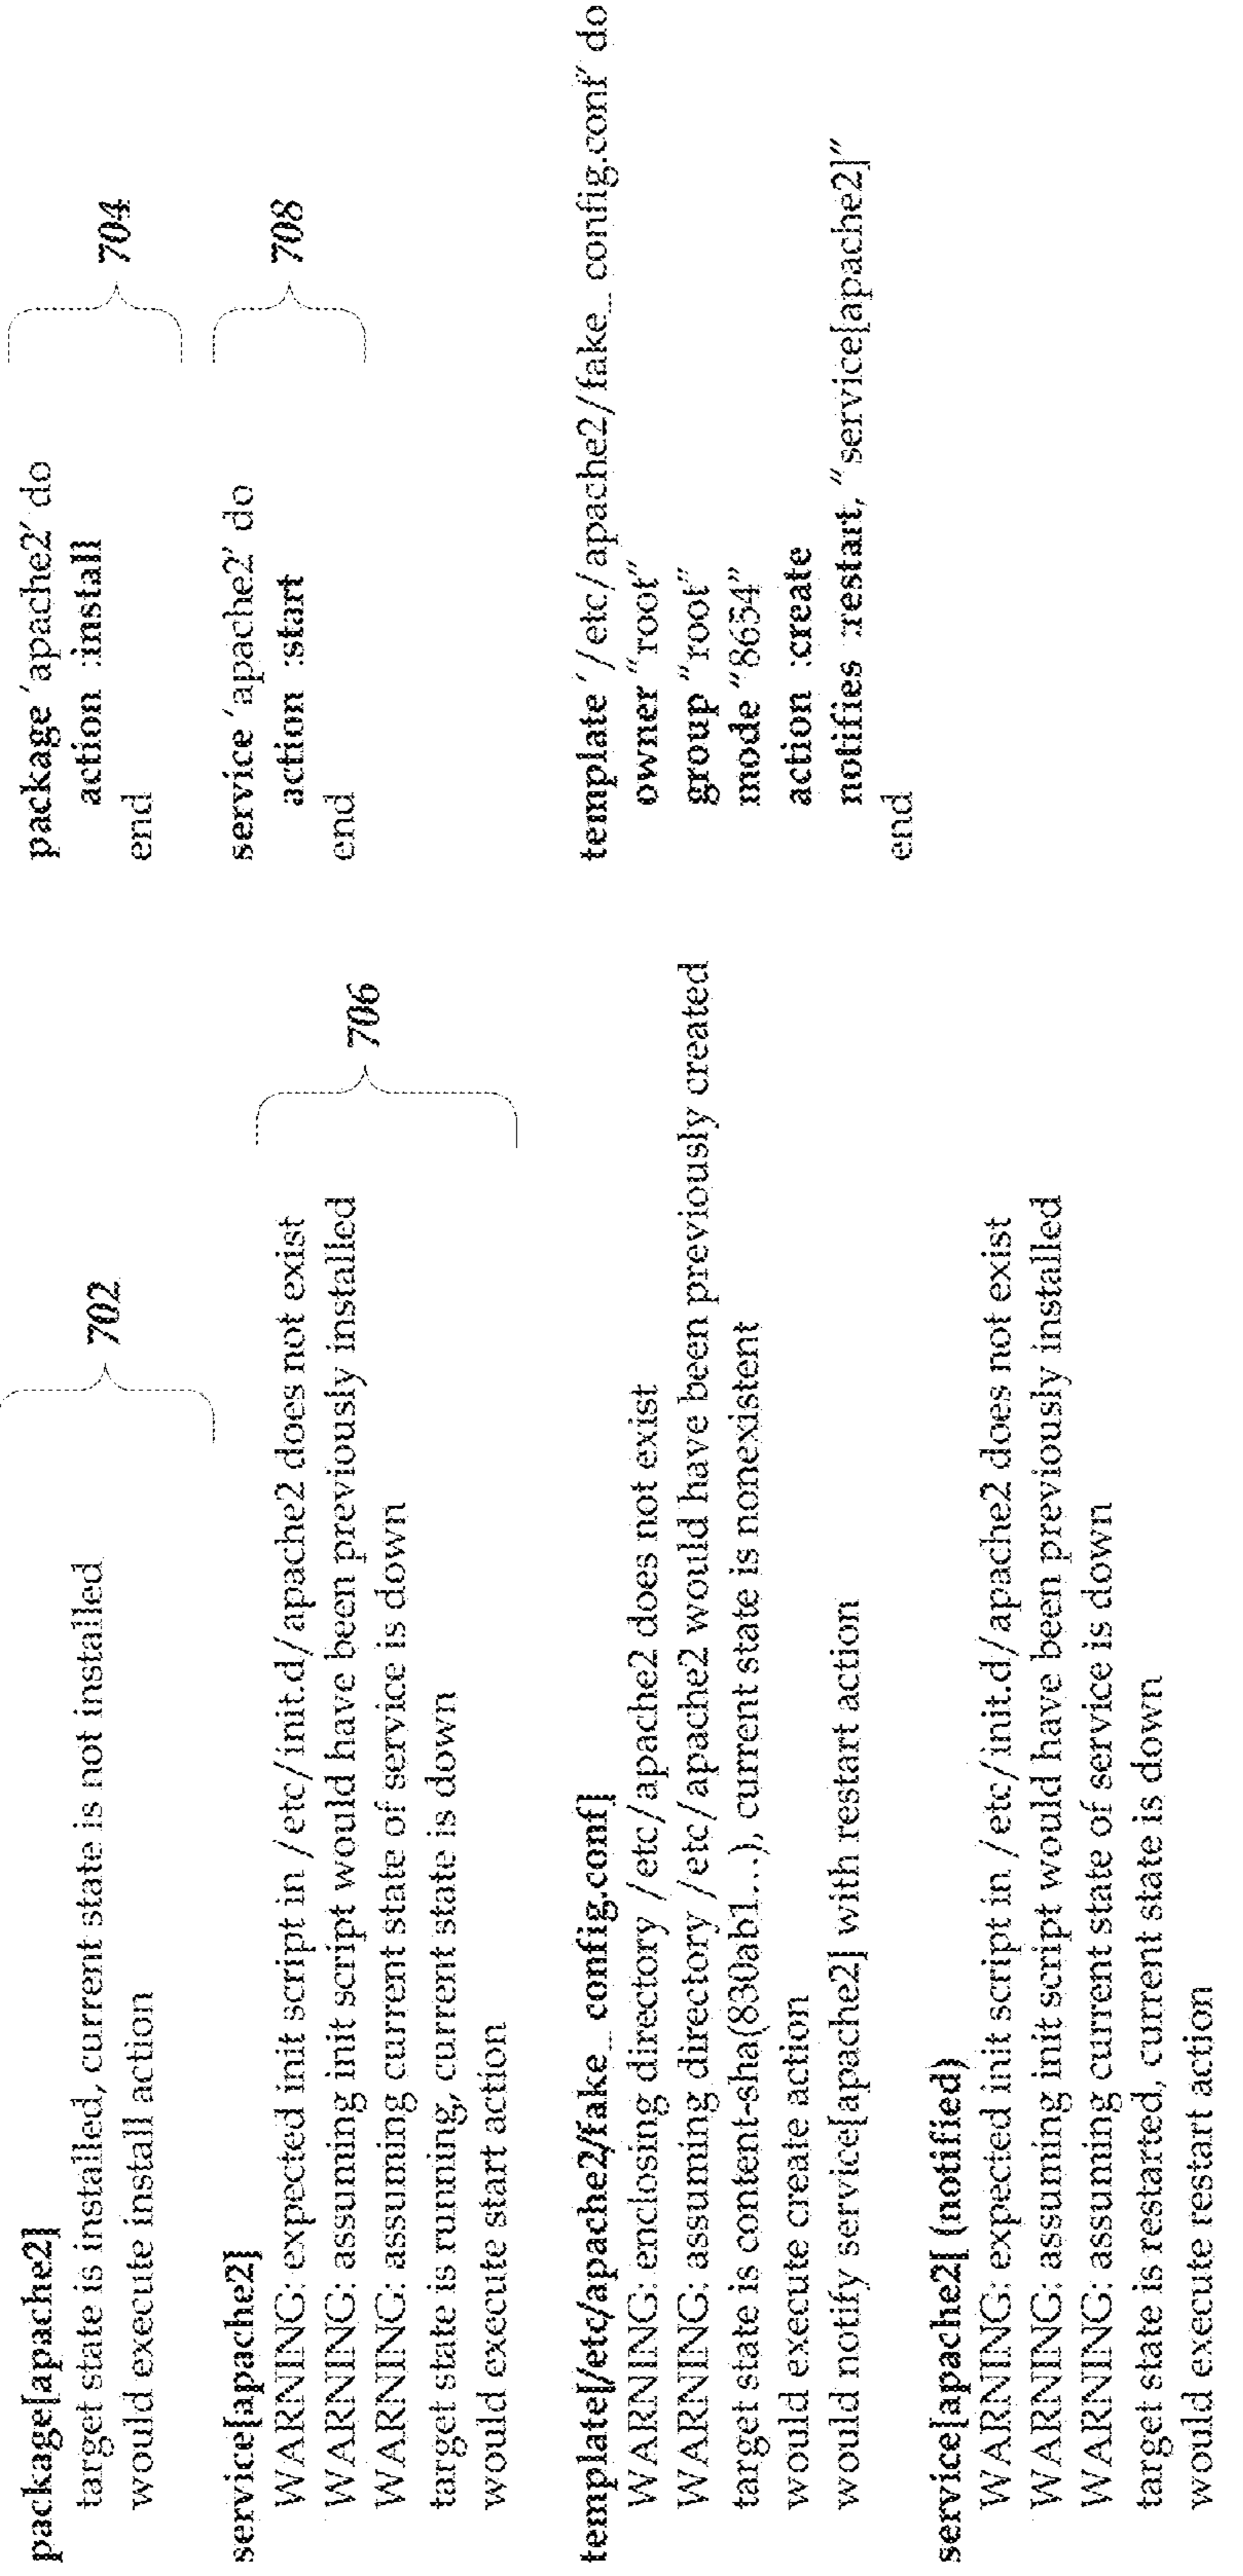 package[apache2]
target state is installed, current state is not installed
would execute install action
702
service[apache2]
WARNING: expected init script in /etc/init.d/apache2 does not exist
WARNING: assuming init script would have been previously installed
WARNING: assuming current state of service is down
target state is running, current state is down
would execute start action
706
template[/etc/apache2/fake_config.conf]
WARNING: enclosing directory /etc/apache2 does not exist
WARNING: assuming directory /etc/apache2 would have been previously created
target state is content-sha(830ab1...), current state is nonexistent
would execute create action
would notify service[apache2] with restart action
service[apache2] (notified)
WARNING: expected init script in /etc/init.d/apache2 does not exist
WARNING: assuming init script would have been previously installed
WARNING: assuming current state of service is down
target state is restarted, current state is down
would execute restart action
package 'apache2' do
action :install
end
704
service 'apache2' do
action :start
end
708
template '/etc/apache2/fake_config.conf' do
owner "root"
group "root"
mode "8654"
action :create
notifies :restart, "service[apache2]"
end